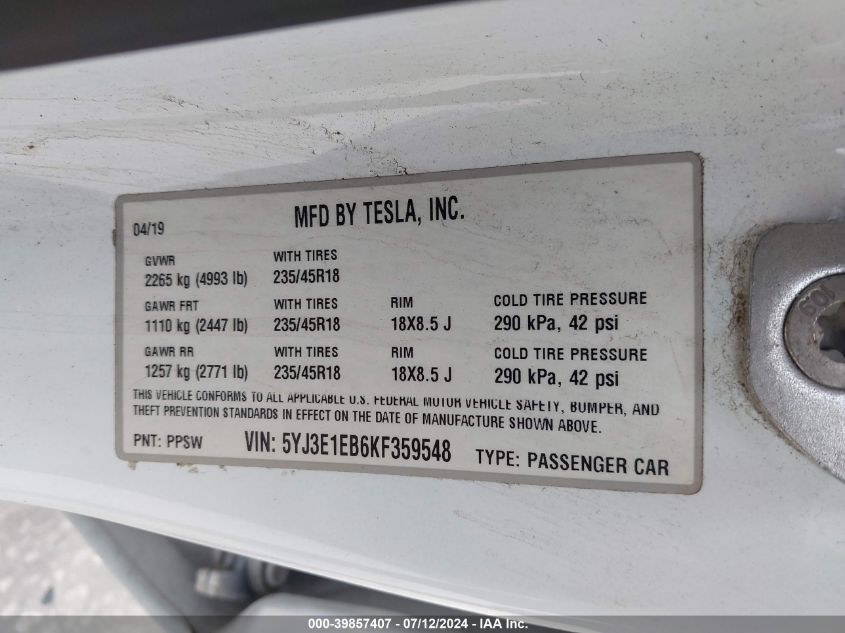 04/19 MFD BY TESLA, INC.
GVWR WITH TIRES
2265 kg (4993 lb) 235/45R18
GAWR FRT WITH TIRES RIM COLD TIRE PRESSURE
1110 kg (2447 lb) 235/45R18 18X8.5 J 290 kPa, 42 psi
GAWR RR WITH TIRES RIM COLD TIRE PRESSURE
1257 kg (2771 lb) 235/45R18 18X8.5 J 290 kPa, 42 psi
THIS VEHICLE CONFORMS TO ALL APPLICABLE U.S. FEDERAL MOTOR VEHICLE SAFETY, BUMPER, AND
THEFT PREVENTION STANDARDS IN EFFECT ON THE DATE OF MANUFACTURE SHOWN ABOVE.
PNT: PPSW VIN: 5YJ3E1EB6KF359548 TYPE: PASSENGER CAR
000-39857407 - 07/12/2024 - IAA Inc.